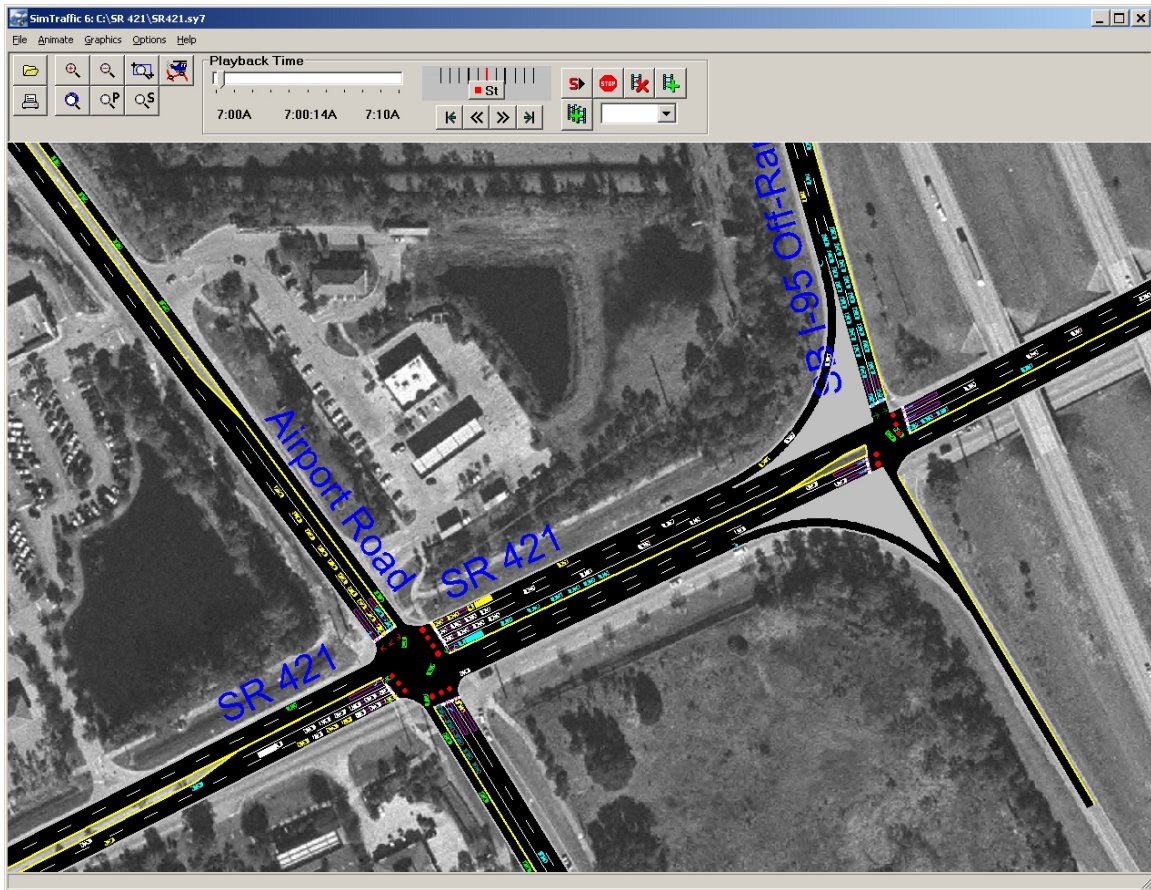 SimTraffic 6: C:\SR 421\SR421.sy7
File Animate Graphics Options Help
Playback Time
St
S
STOP
P
S
7:00A 7:00:14A 7:10A
SB I-95 Off-Ra
Airport Road
SR 421
SR 421